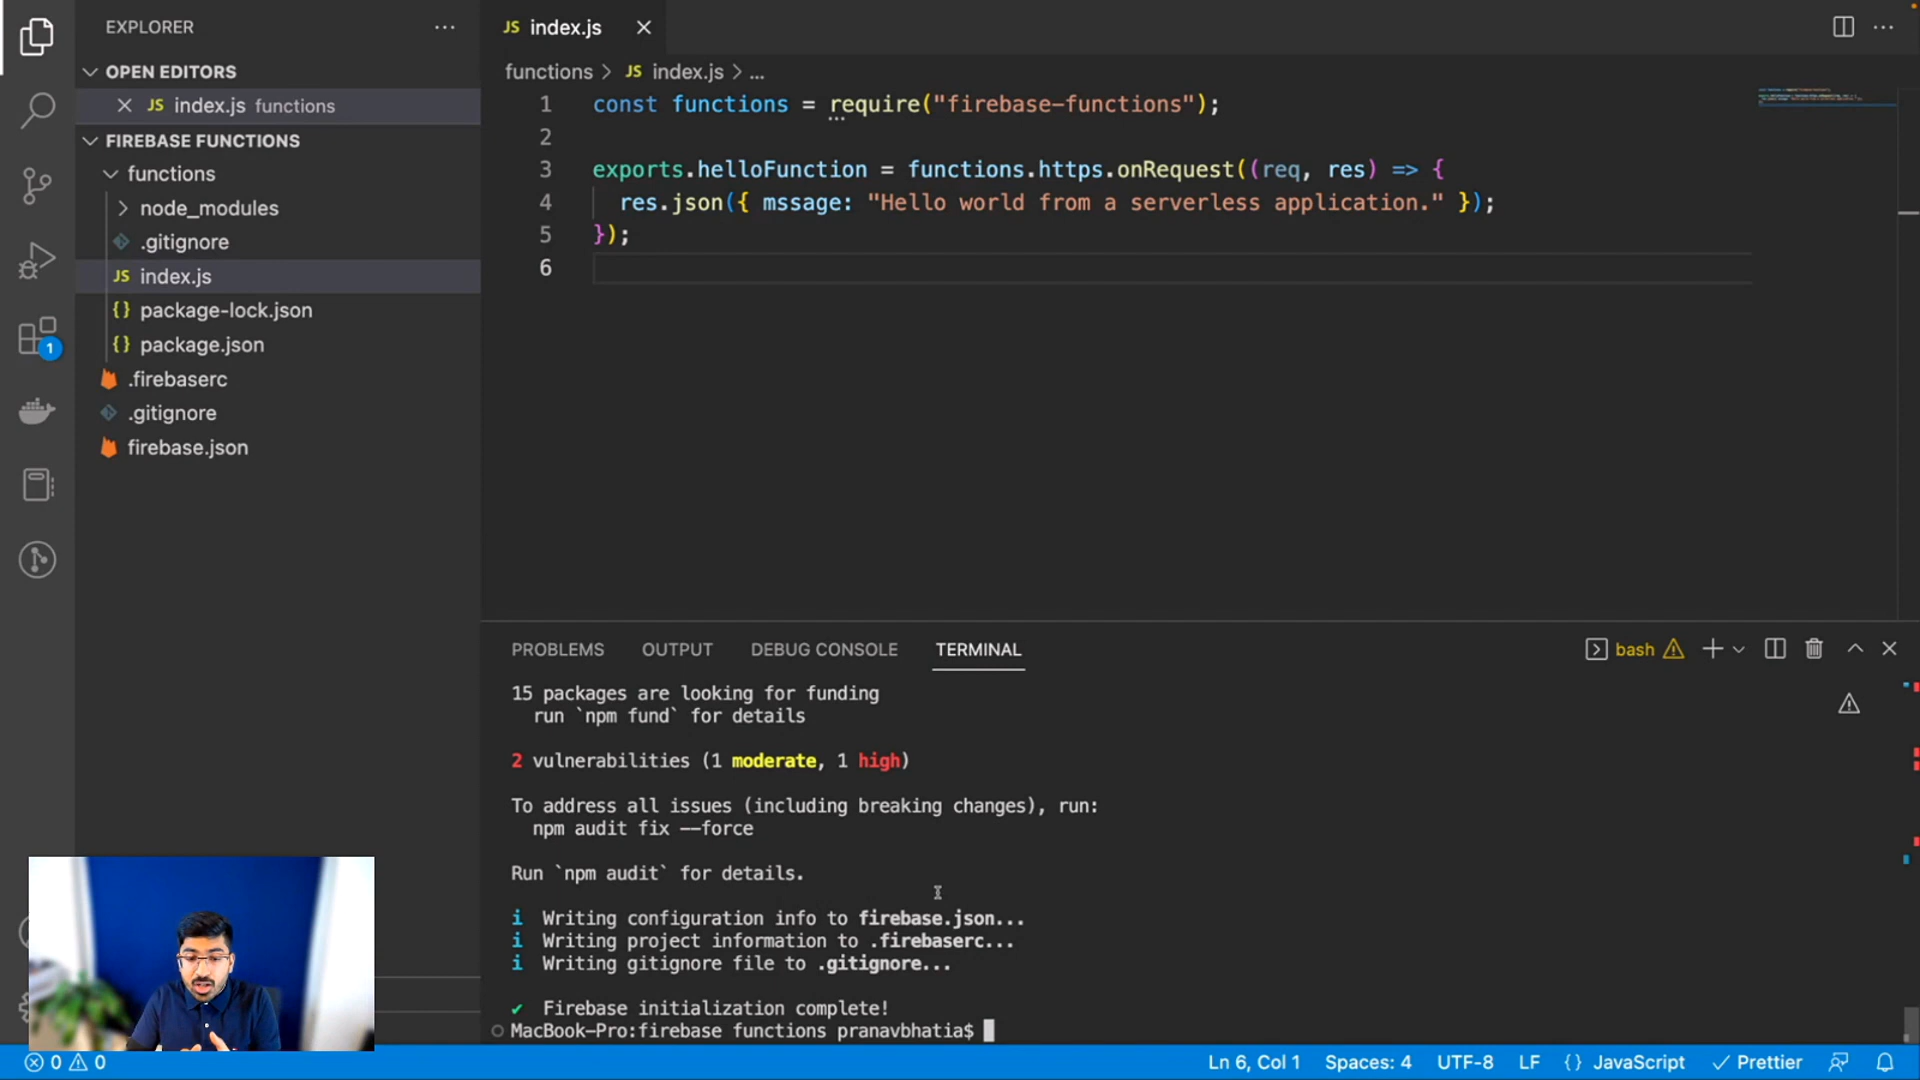 EXPLORER
OPEN EDITORS
JS index.js functions
FIREBASE FUNCTIONS
functions
node_modules
.gitignore
JS index.js
{} package-lock.json
{} package.json
.firebaserc
.gitignore
firebase.json
1
JS index.js
functions > JS index.js > ...
1 const functions = require("firebase-functions");
2
3 exports.helloFunction = functions.https.onRequest((req, res) => {
4 res.json({ mssage: "Hello world from a serverless application." });
5 });
6
PROBLEMS OUTPUT DEBUG CONSOLE TERMINAL
bash
15 packages are looking for funding
run `npm fund` for details
2 vulnerabilities (1 moderate, 1 high)
To address all issues (including breaking changes), run:
npm audit fix --force
Run `npm audit` for details.
i Writing configuration info to firebase.json...
i Writing project information to .firebaserc...
i Writing gitignore file to .gitignore...
✔ Firebase initialization complete!
MacBook-Pro:firebase functions pranavbhatia$
0 0
Ln 6, Col 1 Spaces: 4 UTF-8 LF {} JavaScript ✓ Prettier